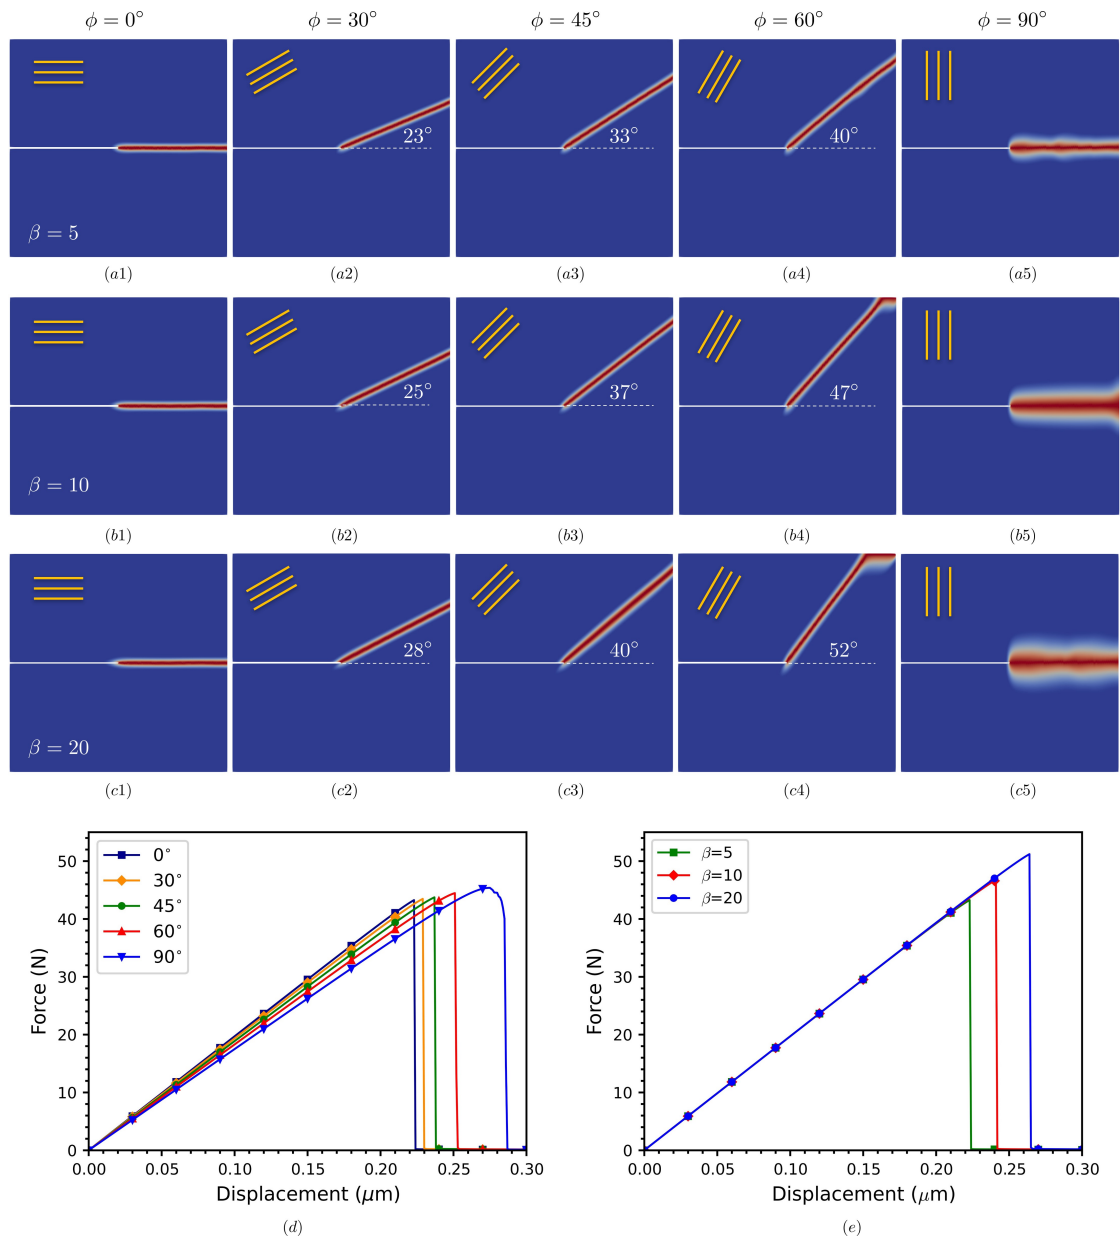 ϕ = 0° ϕ = 30° ϕ = 45° ϕ = 60° ϕ = 90°
23° 33° 40°
β = 5
(a1) (a2) (a3) (a4) (a5)
25° 37° 47°
β = 10
(b1) (b2) (b3) (b4) (b5)
28° 40° 52°
β = 20
(c1) (c2) (c3) (c4) (c5)
Force (N)
50
40
30
20
10
0
0°
30°
45°
60°
90°
0.00 0.05 0.10 0.15 0.20 0.25 0.30
Displacement (μm)
(d)
Force (N)
50
40
30
20
10
0
β=5
β=10
β=20
0.00 0.05 0.10 0.15 0.20 0.25 0.30
Displacement (μm)
(e)